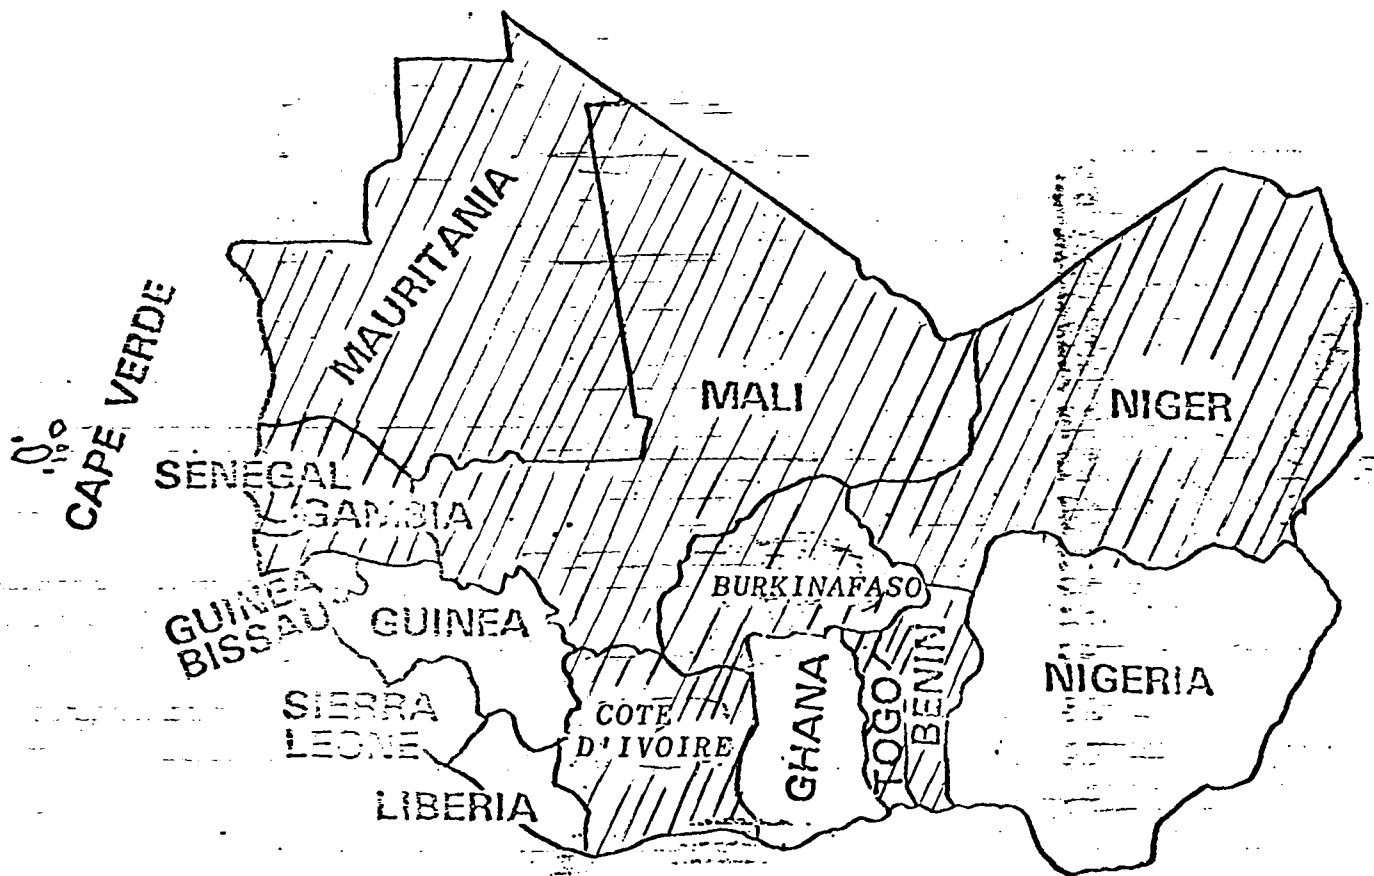 MAURITANIA
CAPE VERDE
MALI
NIGER
SENEGAL
GAMBIA
BURKINAFASO
GUINEA
BISSAU
GUINEA
SIERRA
LEONE
LIBERIA
COTE
D'IVOIRE
GHANA
TOGO
BENIN
NIGERIA